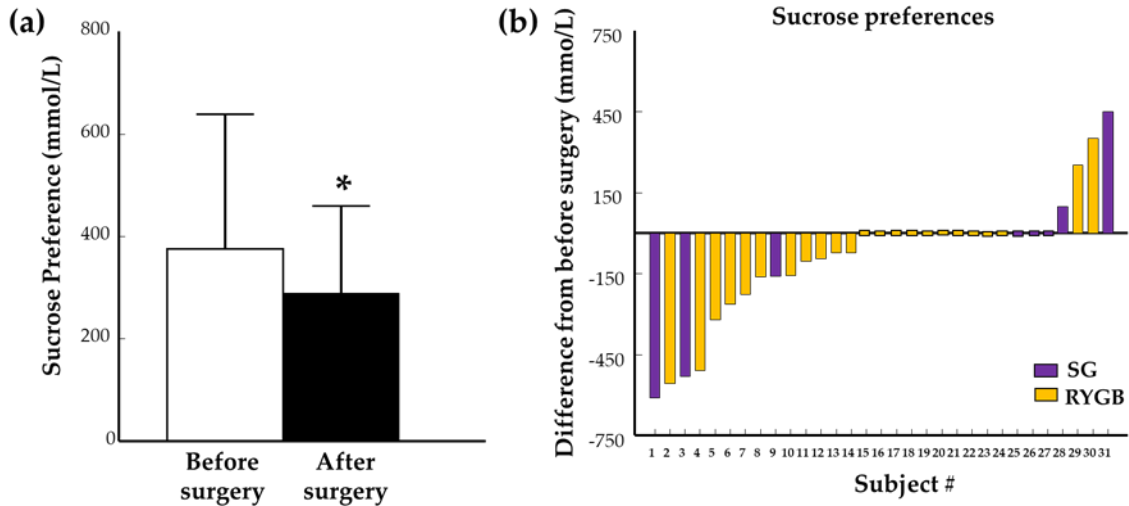 (a)
Sucrose Preference (mmol/L)
800
600
400
200
0
Before
surgery
After
surgery
*
(b)
Sucrose preferences
Difference from before surgery (mmo/L)
750
450
150
-150
-450
-750
SG
RYGB
1 2 3 4 5 6 7 8 9 10 11 12 13 14 15 16 17 18 19 20 21 22 23 24 25 26 27 28 29 30 31
Subject #